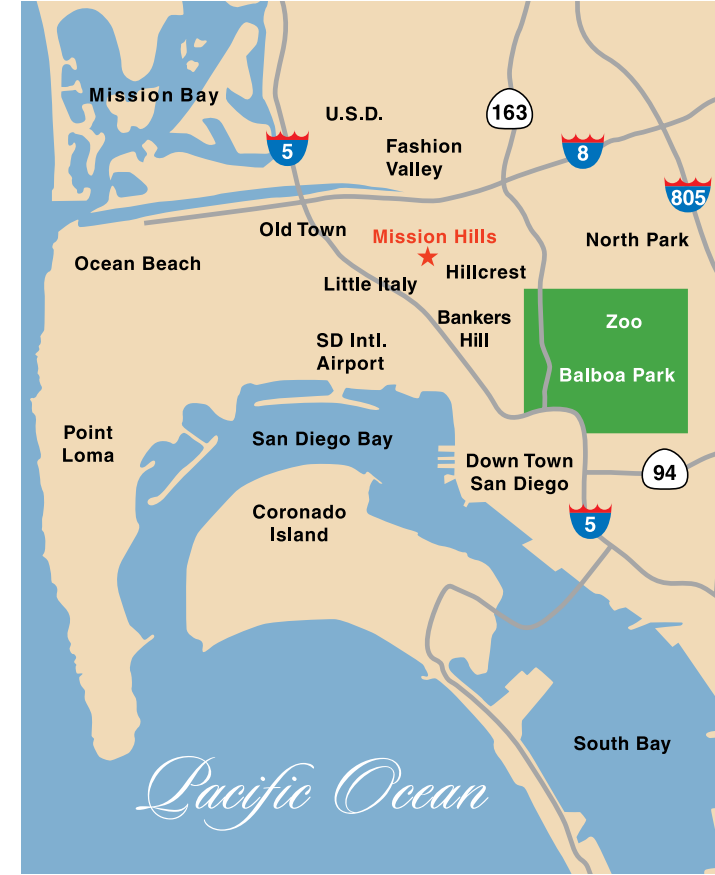 Mission Bay
U.S.D.
163
5
Fashion
Valley
8
805
Old Town
Mission Hills
North Park
Ocean Beach
Hillcrest
Little Italy
Bankers
Hill
Zoo
SD Intl.
Airport
Balboa Park
Point
Loma
San Diego Bay
Down Town
San Diego
94
Coronado
Island
5
South Bay
Pacific Ocean